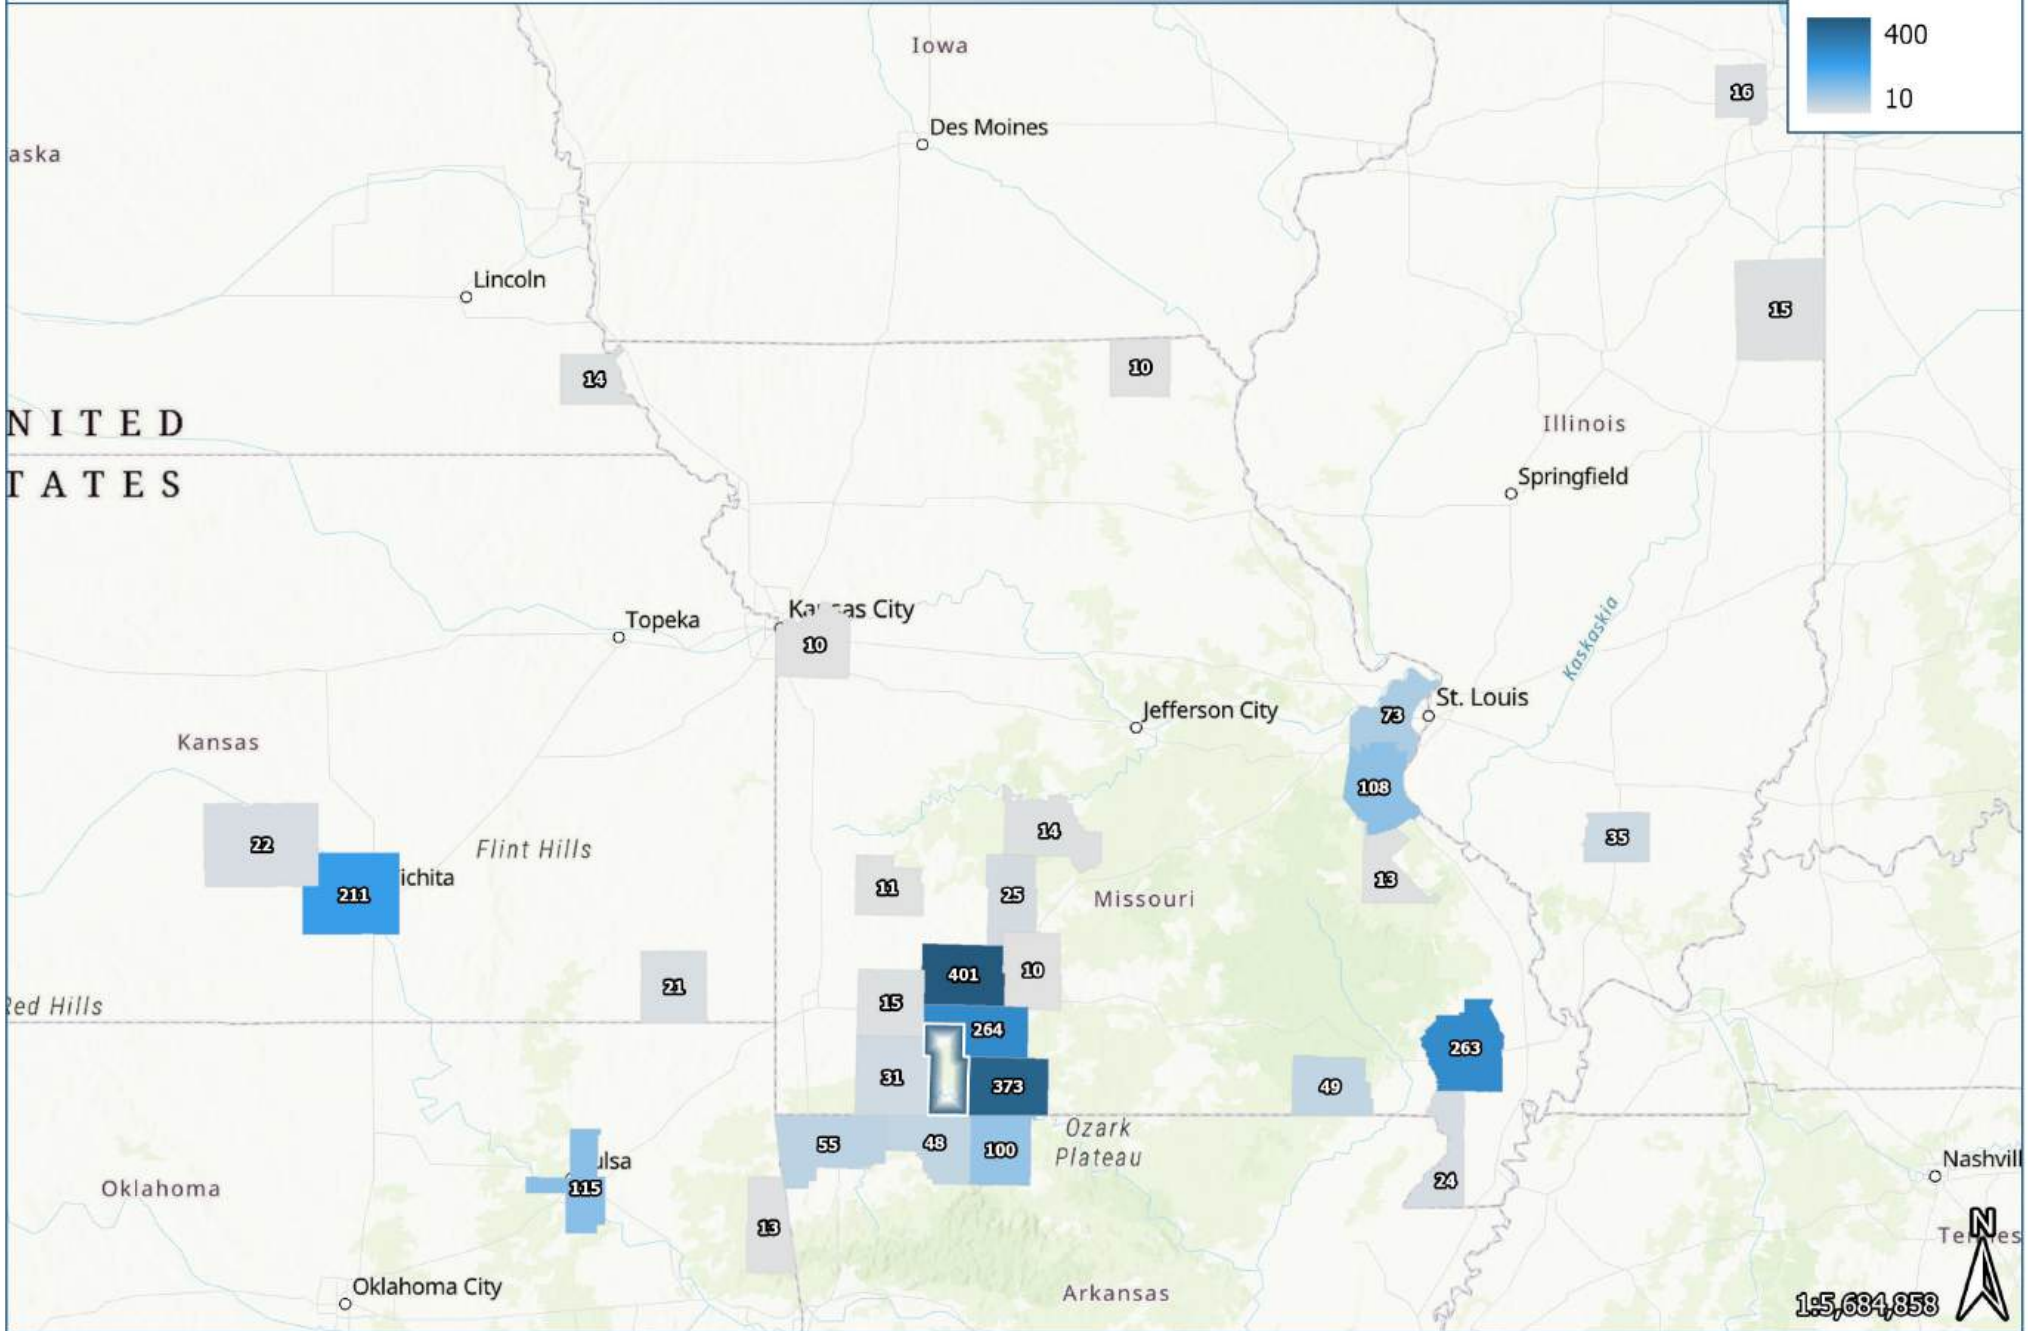 400
Iowa
16
10
Des Moines
aska
Lincoln
15
10
14
NITED
Illinois
Springfield
TATES
Kansas City
Topeka
10
Kaskaskia
St. Louis
Jefferson City
73
Kansas
108
14
35
22
Flint Hills
ichita
13
11
25
211
Missouri
401
10
21
15
Red Hills
264
263
31
373
49
Ozark
Plateau
55
48
100
Nashvill
ulsa
24
Oklahoma
115
13
N
Oklahoma City
Arkansas
1:5,684,858